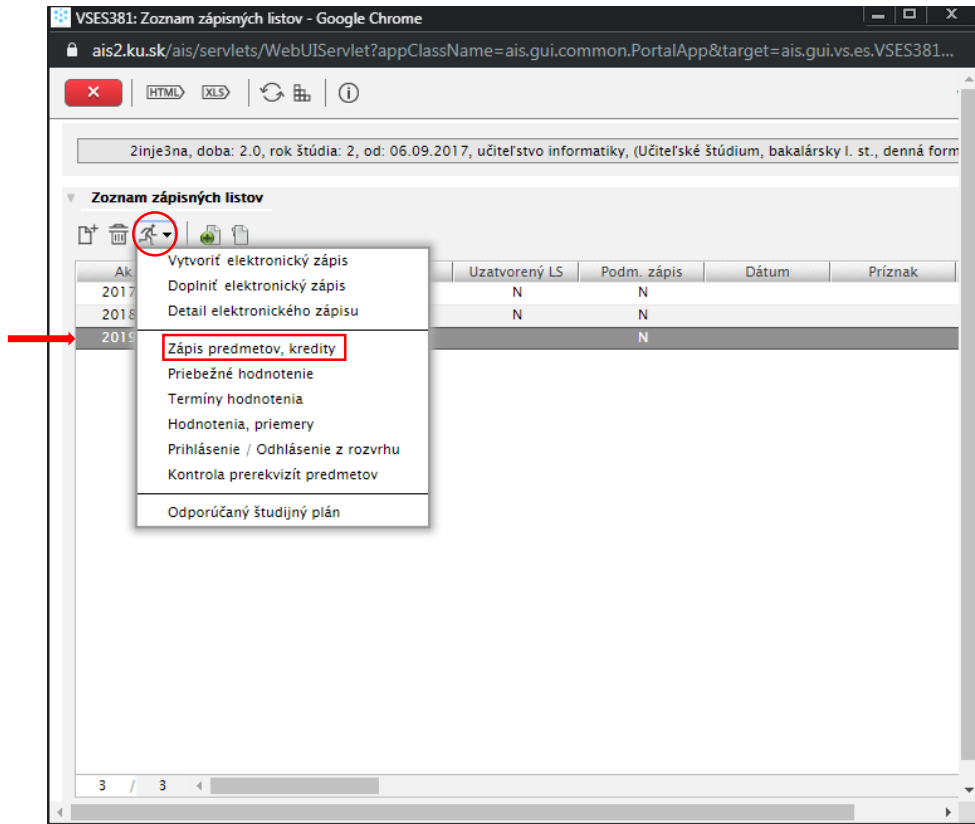 VSES381: Zoznam zápisných listov - Google Chrome
ais2.ku.sk/ais/servlets/WebUIServlet?appClassName=ais.gui.common.PortalApp&target=ais.gui.vs.es.VSES381...
HTML XLS
2inje3na, doba: 2.0, rok štúdia: 2, od: 06.09.2017, učiteľstvo informatiky, (Učiteľské štúdium, bakalársky I. st., denná form
Zoznam zápisných listov
Ak Uzatvorený LS Podm. zápis Dátum Príznak
2017 N N
2018 N N
2019 N
Vytvoriť elektronický zápis
Doplniť elektronický zápis
Detail elektronického zápisu
Zápis predmetov, kredity
Priebežné hodnotenie
Termíny hodnotenia
Hodnotenia, priemery
Prihlásenie / Odhlásenie z rozvrhu
Kontrola prerekvizít predmetov
Odporúčaný študijný plán
3 / 3